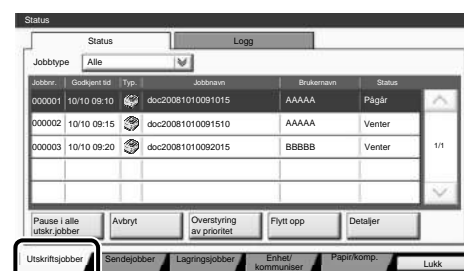 Status
Status Logg
Jobbtype Alle
Jobbnr. Godkjent tid Typ. Jobbnavn Brukernavn Status
000001 10/10 09:10 doc20081010091015 AAAAA Pågår
000002 10/10 09:15 doc20081010091510 AAAAA Venter
000003 10/10 09:20 doc20081010092015 BBBBB Venter
1/1
Pause i alle utskr.jobber Avbryt Overstyring av prioritet Flytt opp Detaljer
Utskriftsjobber Sendejobber Lagringsjobber Enhet/ kommuniser Papir/komp. Lukk